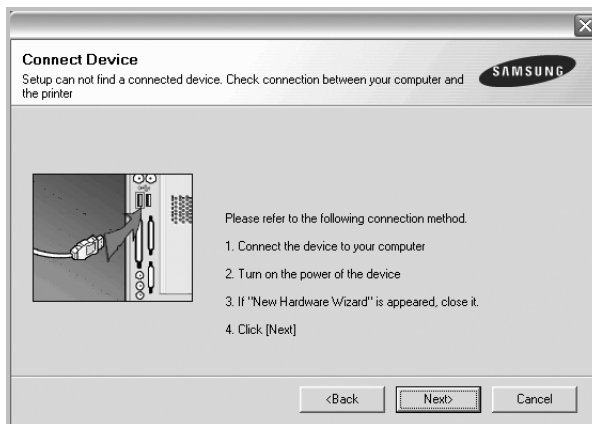 Connect Device
Setup can not find a connected device. Check connection between your computer and
the printer
SAMSUNG
Please refer to the following connection method.
1. Connect the device to your computer
2. Turn on the power of the device
3. If "New Hardware Wizard" is appeared, close it.
4. Click [Next]
<Back
Next>
Cancel